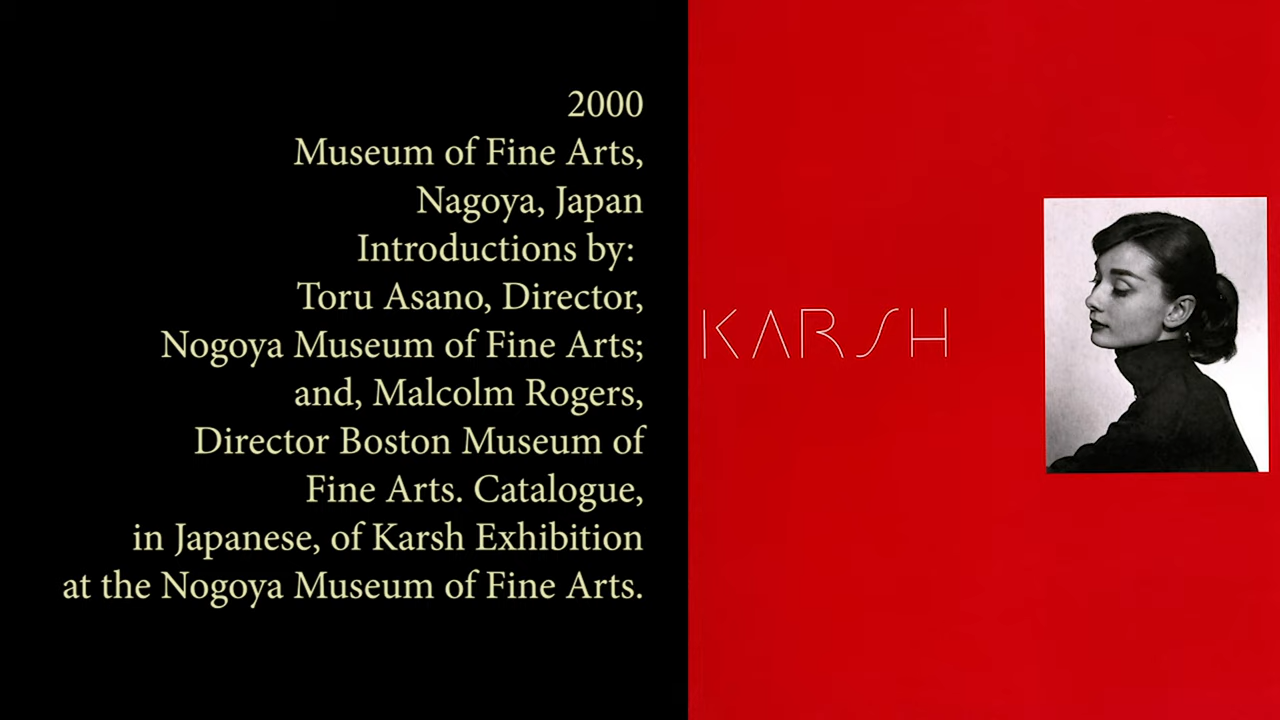 2000
Museum of Fine Arts,
Nagoya, Japan
Introductions by:
Toru Asano, Director,
Nogoya Museum of Fine Arts;
and, Malcolm Rogers,
Director Boston Museum of
Fine Arts. Catalogue,
in Japanese, of Karsh Exhibition
at the Nogoya Museum of Fine Arts.
KARSH